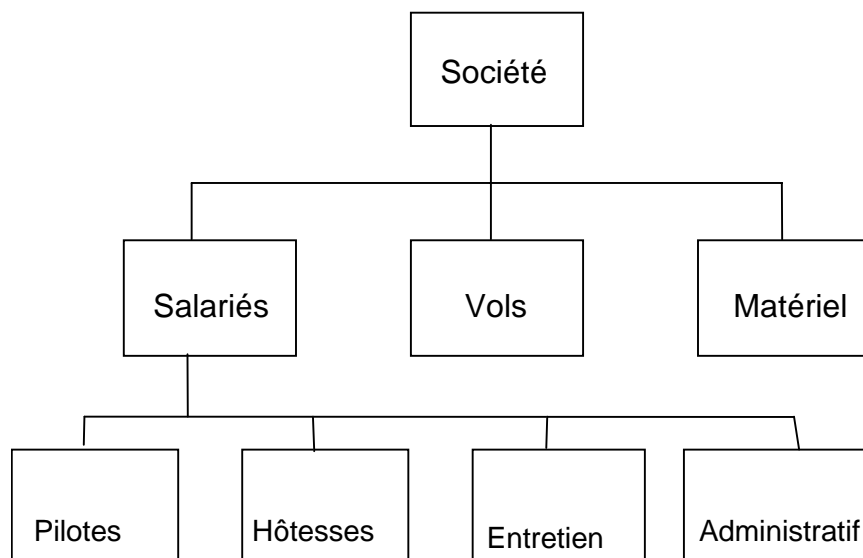 Société
Salariés
Vols
Matériel
Pilotes
Hôtesses
Entretien
Administratif